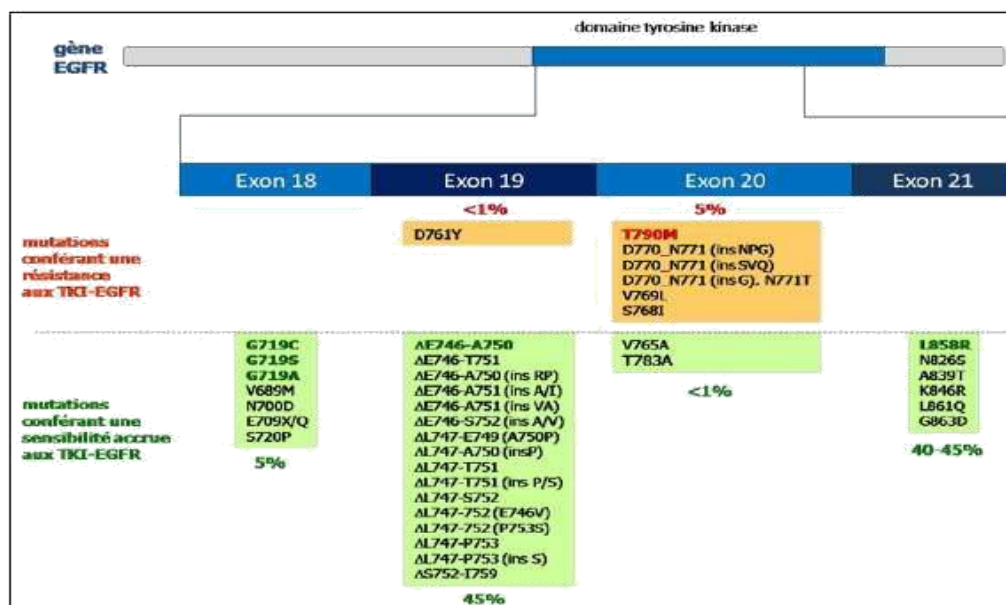 domaine tyrosine kinase
gène
EGFR
Exon 18
Exon 19
Exon 20
Exon 21
<1%
5%
mutations
conférant une
résistance
aux TKI-EGFR
D761Y
T790M
D770_N771 (ins NPG)
D770_N771 (ins SVQ)
D770_N771 (ins G), N771T
V769L
S768I
mutations
conférant une
sensibilité accrue
aux TKI-EGFR
G719C
G719S
G719A
V689M
N700D
E709X/Q
S720P
5%
ΔE746-A750
ΔE746-T751
ΔE746-A750 (ins RP)
ΔE746-A751 (ins A/I)
ΔE746-A751 (ins VA)
ΔE746-S752 (ins A/V)
ΔL747-E749 (A750P)
ΔL747-A750 (insP)
ΔL747-T751
ΔL747-T751 (ins P/S)
ΔL747-S752
ΔL747-752 (E746V)
ΔL747-752 (P753S)
ΔL747-P753
ΔL747-P753 (ins S)
ΔS752-I759
45%
V765A
T783A
<1%
L858R
N826S
A839T
K846R
L861Q
G863D
40-45%